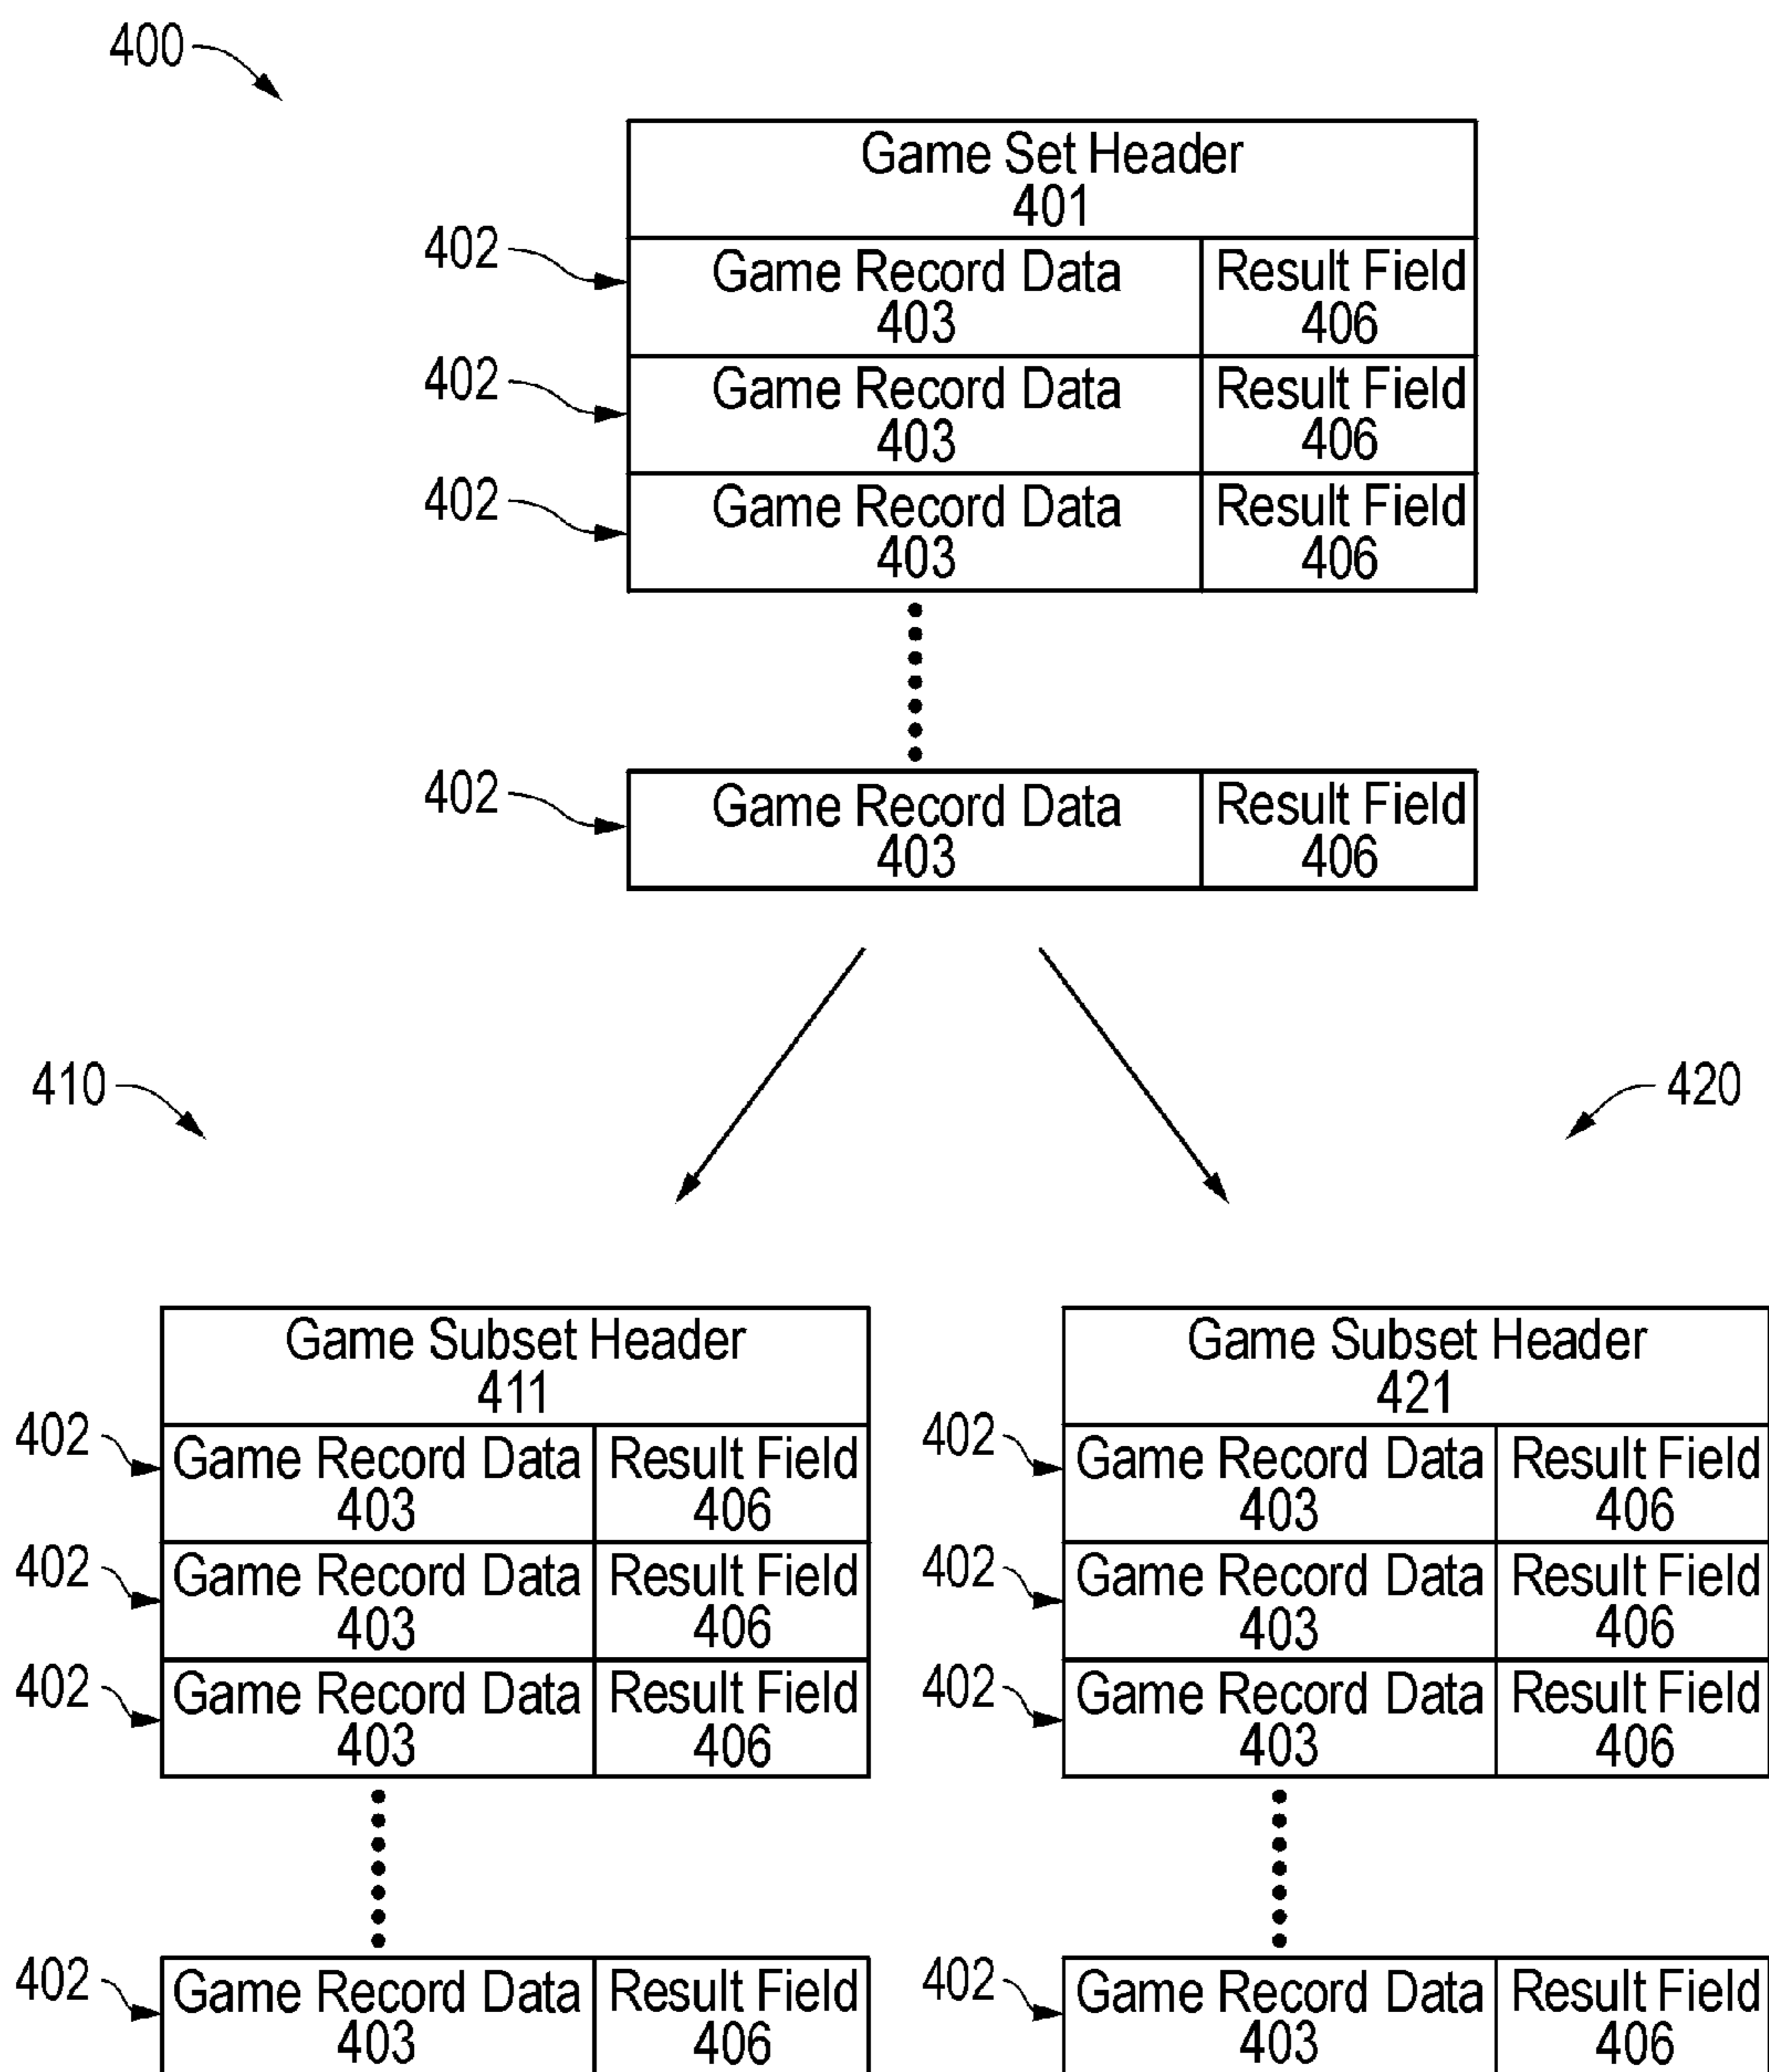 400
Game Set Header
401
402 Game Record Data Result Field
403 406
402 Game Record Data Result Field
403 406
402 Game Record Data Result Field
403 406
402 Game Record Data Result Field
403 406
410 420
Game Subset Header
411
402 Game Record Data Result Field
403 406
402 Game Record Data Result Field
403 406
402 Game Record Data Result Field
403 406
402 Game Record Data Result Field
403 406
Game Subset Header
421
402 Game Record Data Result Field
403 406
402 Game Record Data Result Field
403 406
402 Game Record Data Result Field
403 406
402 Game Record Data Result Field
403 406